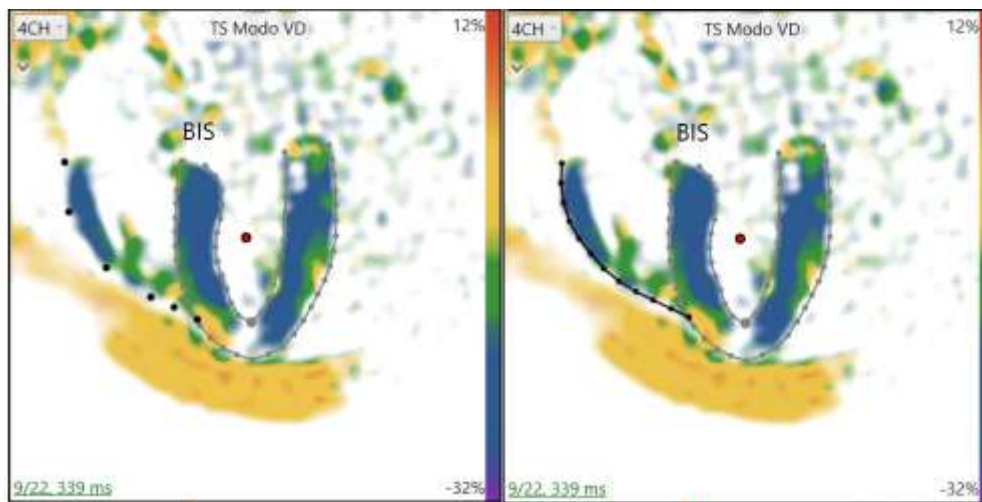 4CH TS Modo VD 12%
BIS
9/22, 339 ms -32%
4CH TS Modo VD 12%
BIS
9/22, 339 ms -32%